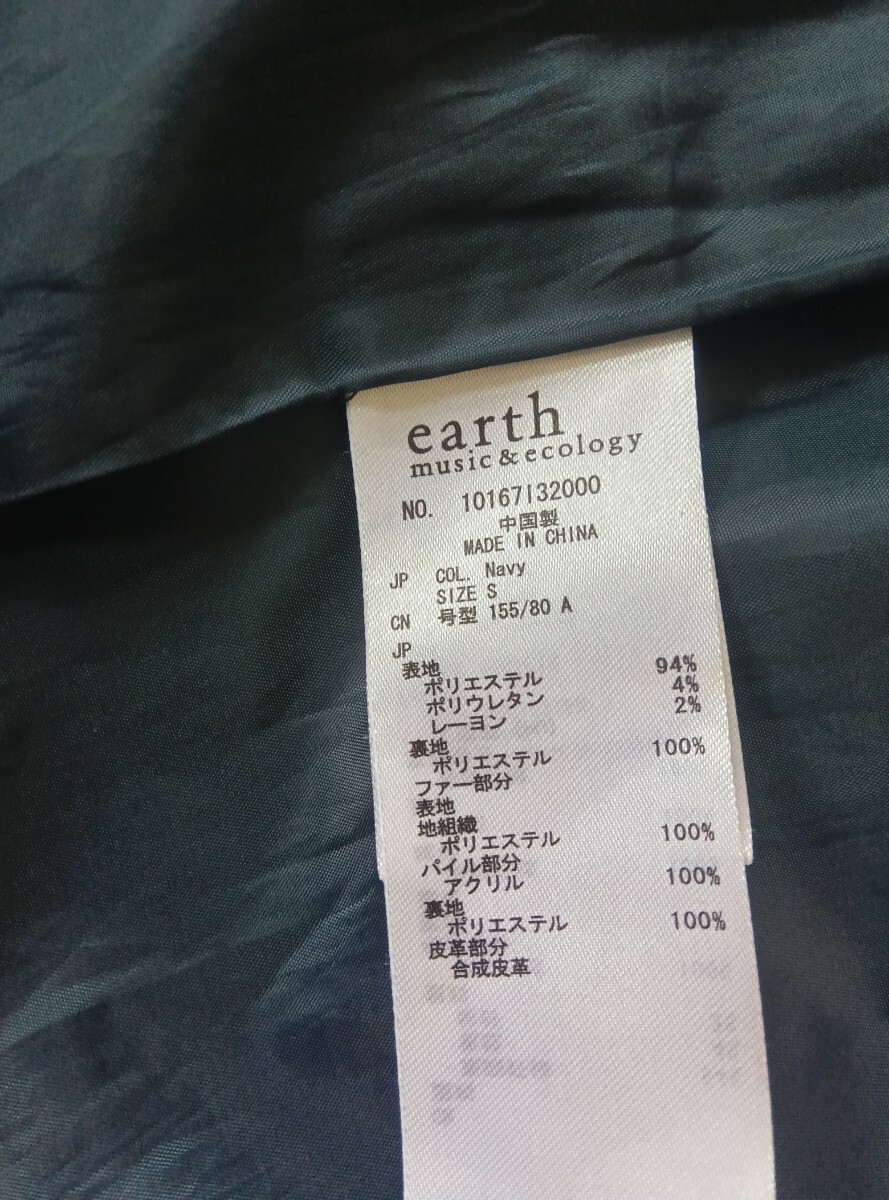 earth
music & ecology
NO. 10167132000
中国製
MADE IN CHINA
JP COL. Navy
SIZE S
CN 号型 155/80 A
JP
表地
ポリエステル 94%
ポリウレタン 4%
レーヨン 2%
裏地
ポリエステル 100%
ファー部分
表地
地組織
ポリエステル 100%
パイル部分
アクリル 100%
裏地
ポリエステル 100%
皮革部分
合成皮革